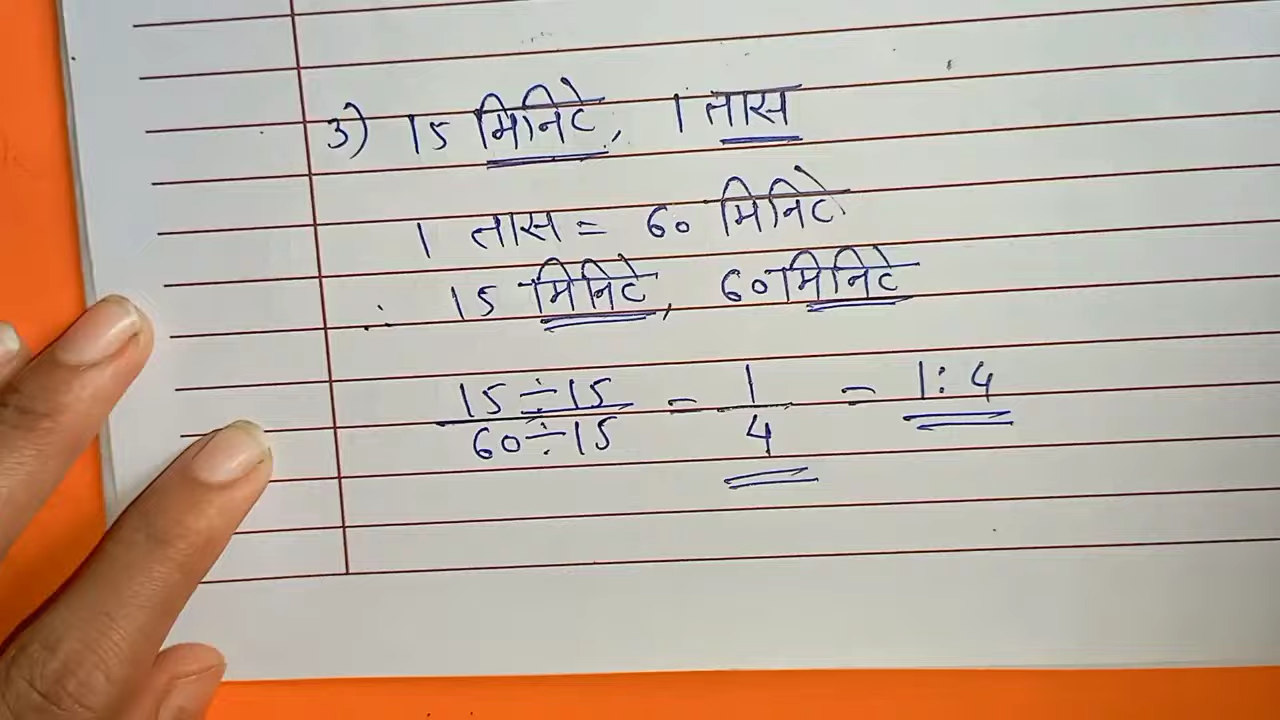 3) 15 मिनिटे, 1 तास
1 तास = 60 मिनिटे
∴ 15 मिनिटे, 60 मिनिटे
15 ÷ 15 / 60 ÷ 15 = 1 / 4 = 1 : 4